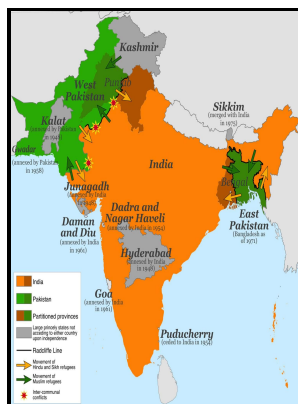 Kashmir
Punjab
West
Pakistan
Kalat
(annexed by Pakistan
in 1948)
Gwadar
(annexed by Pakistan
in 1958)
Sikkim
(merged with India
in 1975)
India
Bengal
Junagadh
(annexed by India
in 1948)
Dadra and
Nagar Haveli
(annexed by India in 1954)
East
Pakistan
(Bangladesh as
of 1971)
Daman
and Diu
(annexed by
India in
1961)
Hyderabad
(annexed by India
in 1948)
Goa
(annexed by
India in
1961)
Puducherry
(ceded to India in 1954)
India
Pakistan
Partitioned provinces
Large princely states not
according to either country
upon independence
Radcliffe Line
Movement of
Hindu and Sikh refugees
Movement of
Muslim refugees
Inter-communal
conflicts